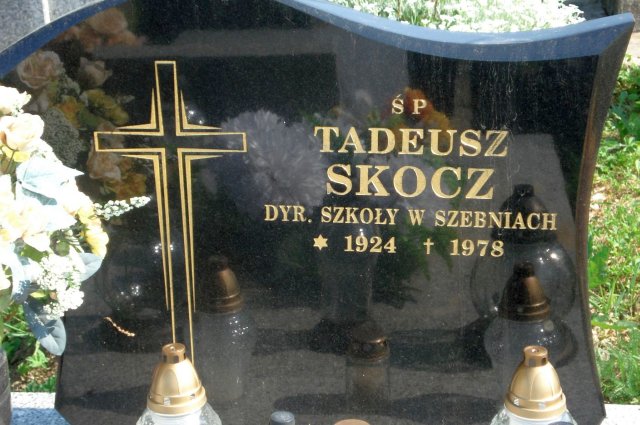 ŚP
TADEUSZ
SKOCZ
DYR. SZKOŁY W SZEBNIACH
* 1924 † 1978